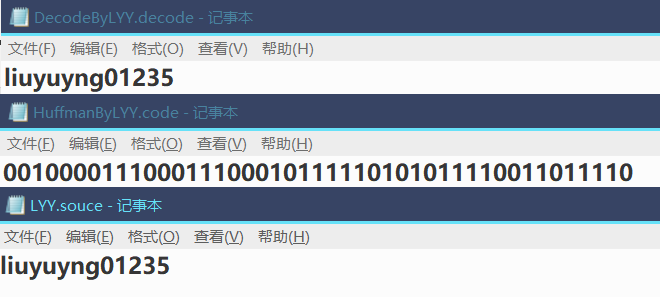 DecodeByLYY.decode - 记事本
文件(F) 编辑(E) 格式(O) 查看(V) 帮助(H)
liuyuyng01235
HuffmanByLYY.code - 记事本
文件(F) 编辑(E) 格式(O) 查看(V) 帮助(H)
0010000111000111000101111101010111110011011110
LYY.souce - 记事本
文件(F) 编辑(E) 格式(O) 查看(V) 帮助(H)
liuyuyng01235